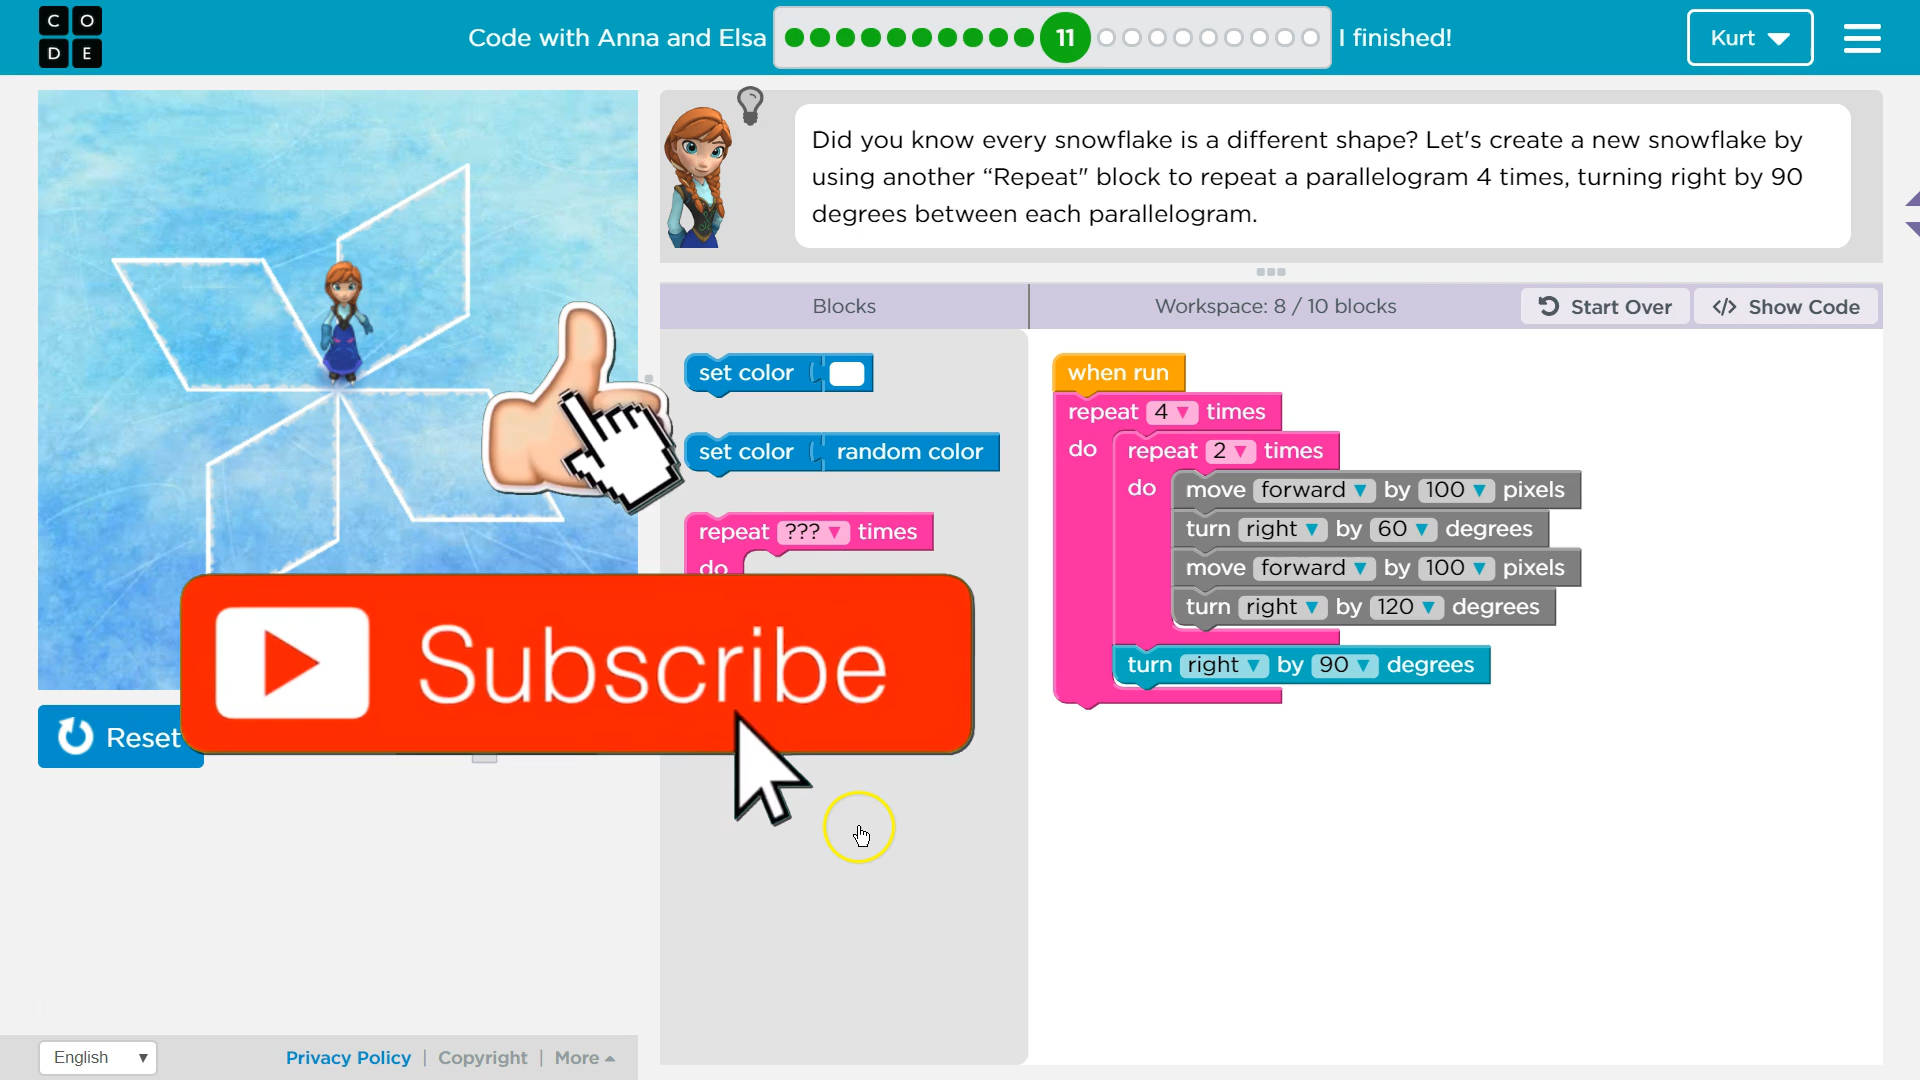 CODE
Code with Anna and Elsa
11
I finished!
Kurt
Did you know every snowflake is a different shape? Let's create a new snowflake by
using another “Repeat" block to repeat a parallelogram 4 times, turning right by 90
degrees between each parallelogram.
Blocks
Workspace: 8 / 10 blocks
Start Over
</> Show Code
set color
set color random color
repeat ??? times
do
when run
repeat 4 times
do repeat 2 times
do move forward by 100 pixels
turn right by 60 degrees
move forward by 100 pixels
turn right by 120 degrees
turn right by 90 degrees
Subscribe
Reset
English
Privacy Policy | Copyright | More